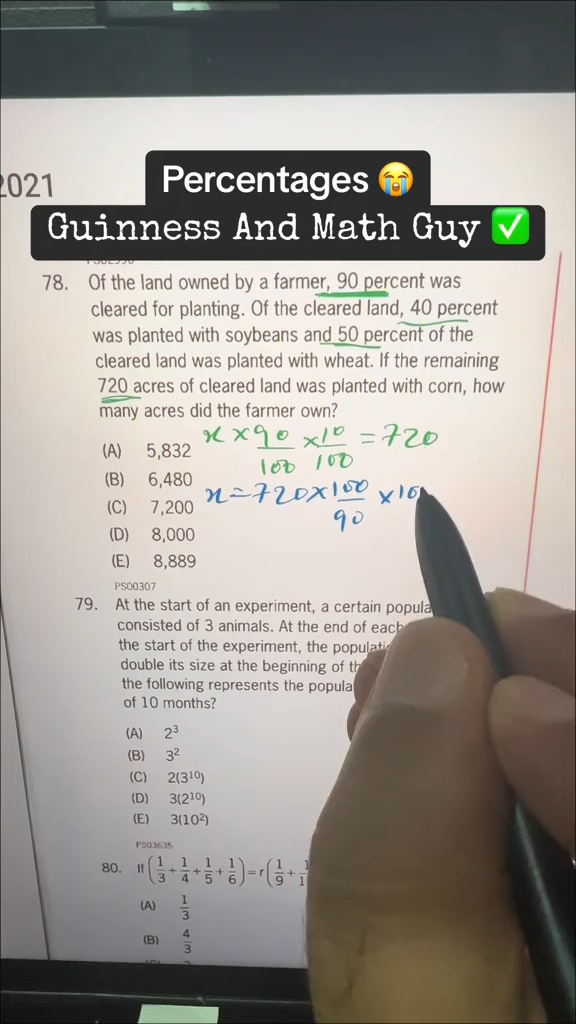 2021
Percentages 😭
Guinness And Math Guy ✅
78. Of the land owned by a farmer, 90 percent was
cleared for planting. Of the cleared land, 40 percent
was planted with soybeans and 50 percent of the
cleared land was planted with wheat. If the remaining
720 acres of cleared land was planted with corn, how
many acres did the farmer own?
x × 90/100 × 10/100 = 720
(A) 5,832
(B) 6,480
x = 720 × 100/90 × 10
(C) 7,200
(D) 8,000
(E) 8,889
PS00307
79. At the start of an experiment, a certain popula
consisted of 3 animals. At the end of each
the start of the experiment, the populati
double its size at the beginning of th
the following represents the popula
of 10 months?
(A) 2³
(B) 3²
(C) 2(3¹⁰)
(D) 3(2¹⁰)
(E) 3(10²)
PS03635
80. If (1/3 + 1/4 + 1/5 + 1/6) = r(1/9 + 1
(A) 1/3
(B) 4/3